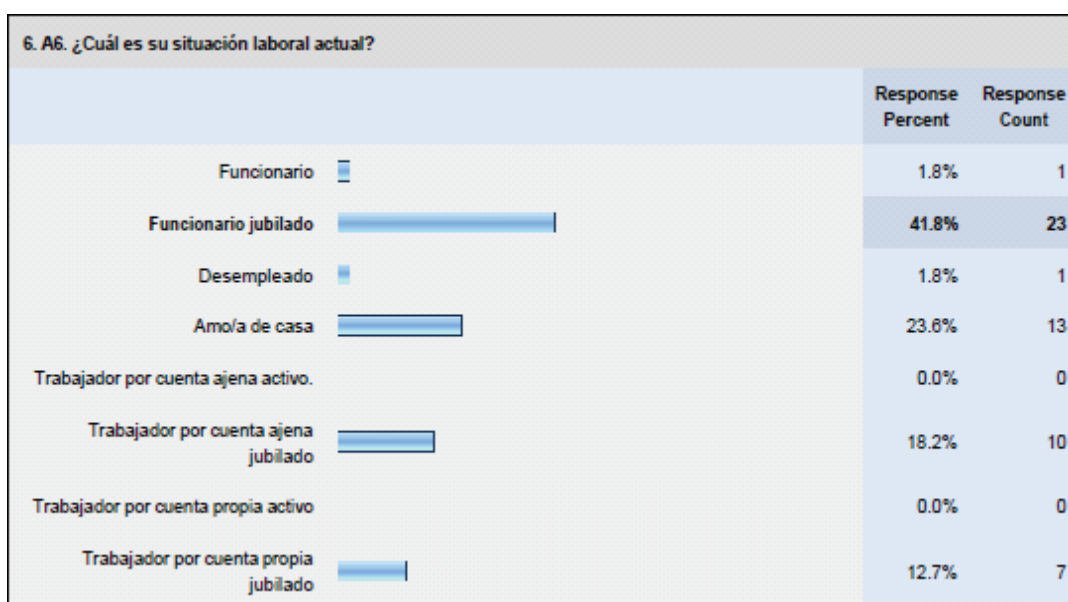 6. A6. ¿Cuál es su situación laboral actual?
Response Percent Response Count
Funcionario 1.8% 1
Funcionario jubilado 41.8% 23
Desempleado 1.8% 1
Amo/a de casa 23.6% 13
Trabajador por cuenta ajena activo. 0.0% 0
Trabajador por cuenta ajena
jubilado 18.2% 10
Trabajador por cuenta propia activo 0.0% 0
Trabajador por cuenta propia
jubilado 12.7% 7